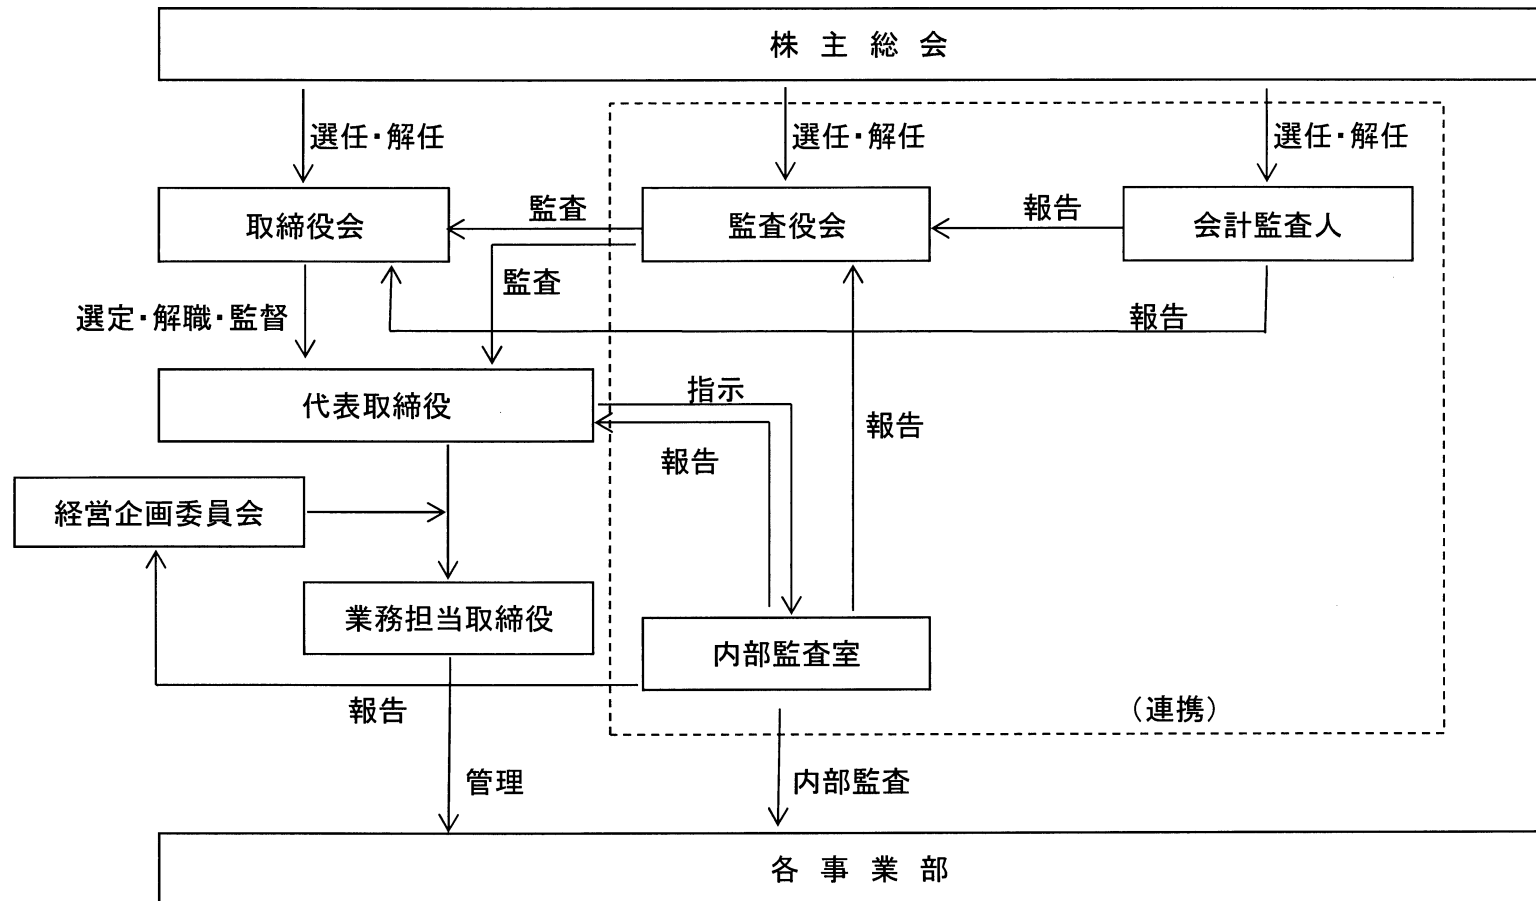 株主総会
選任・解任
選任・解任
選任・解任
取締役会
監査
監査役会
報告
会計監査人
監査
選定・解職・監督
報告
代表取締役
指示
報告
報告
経営企画委員会
業務担当取締役
内部監査室
報告
（連携）
管理
内部監査
各事業部